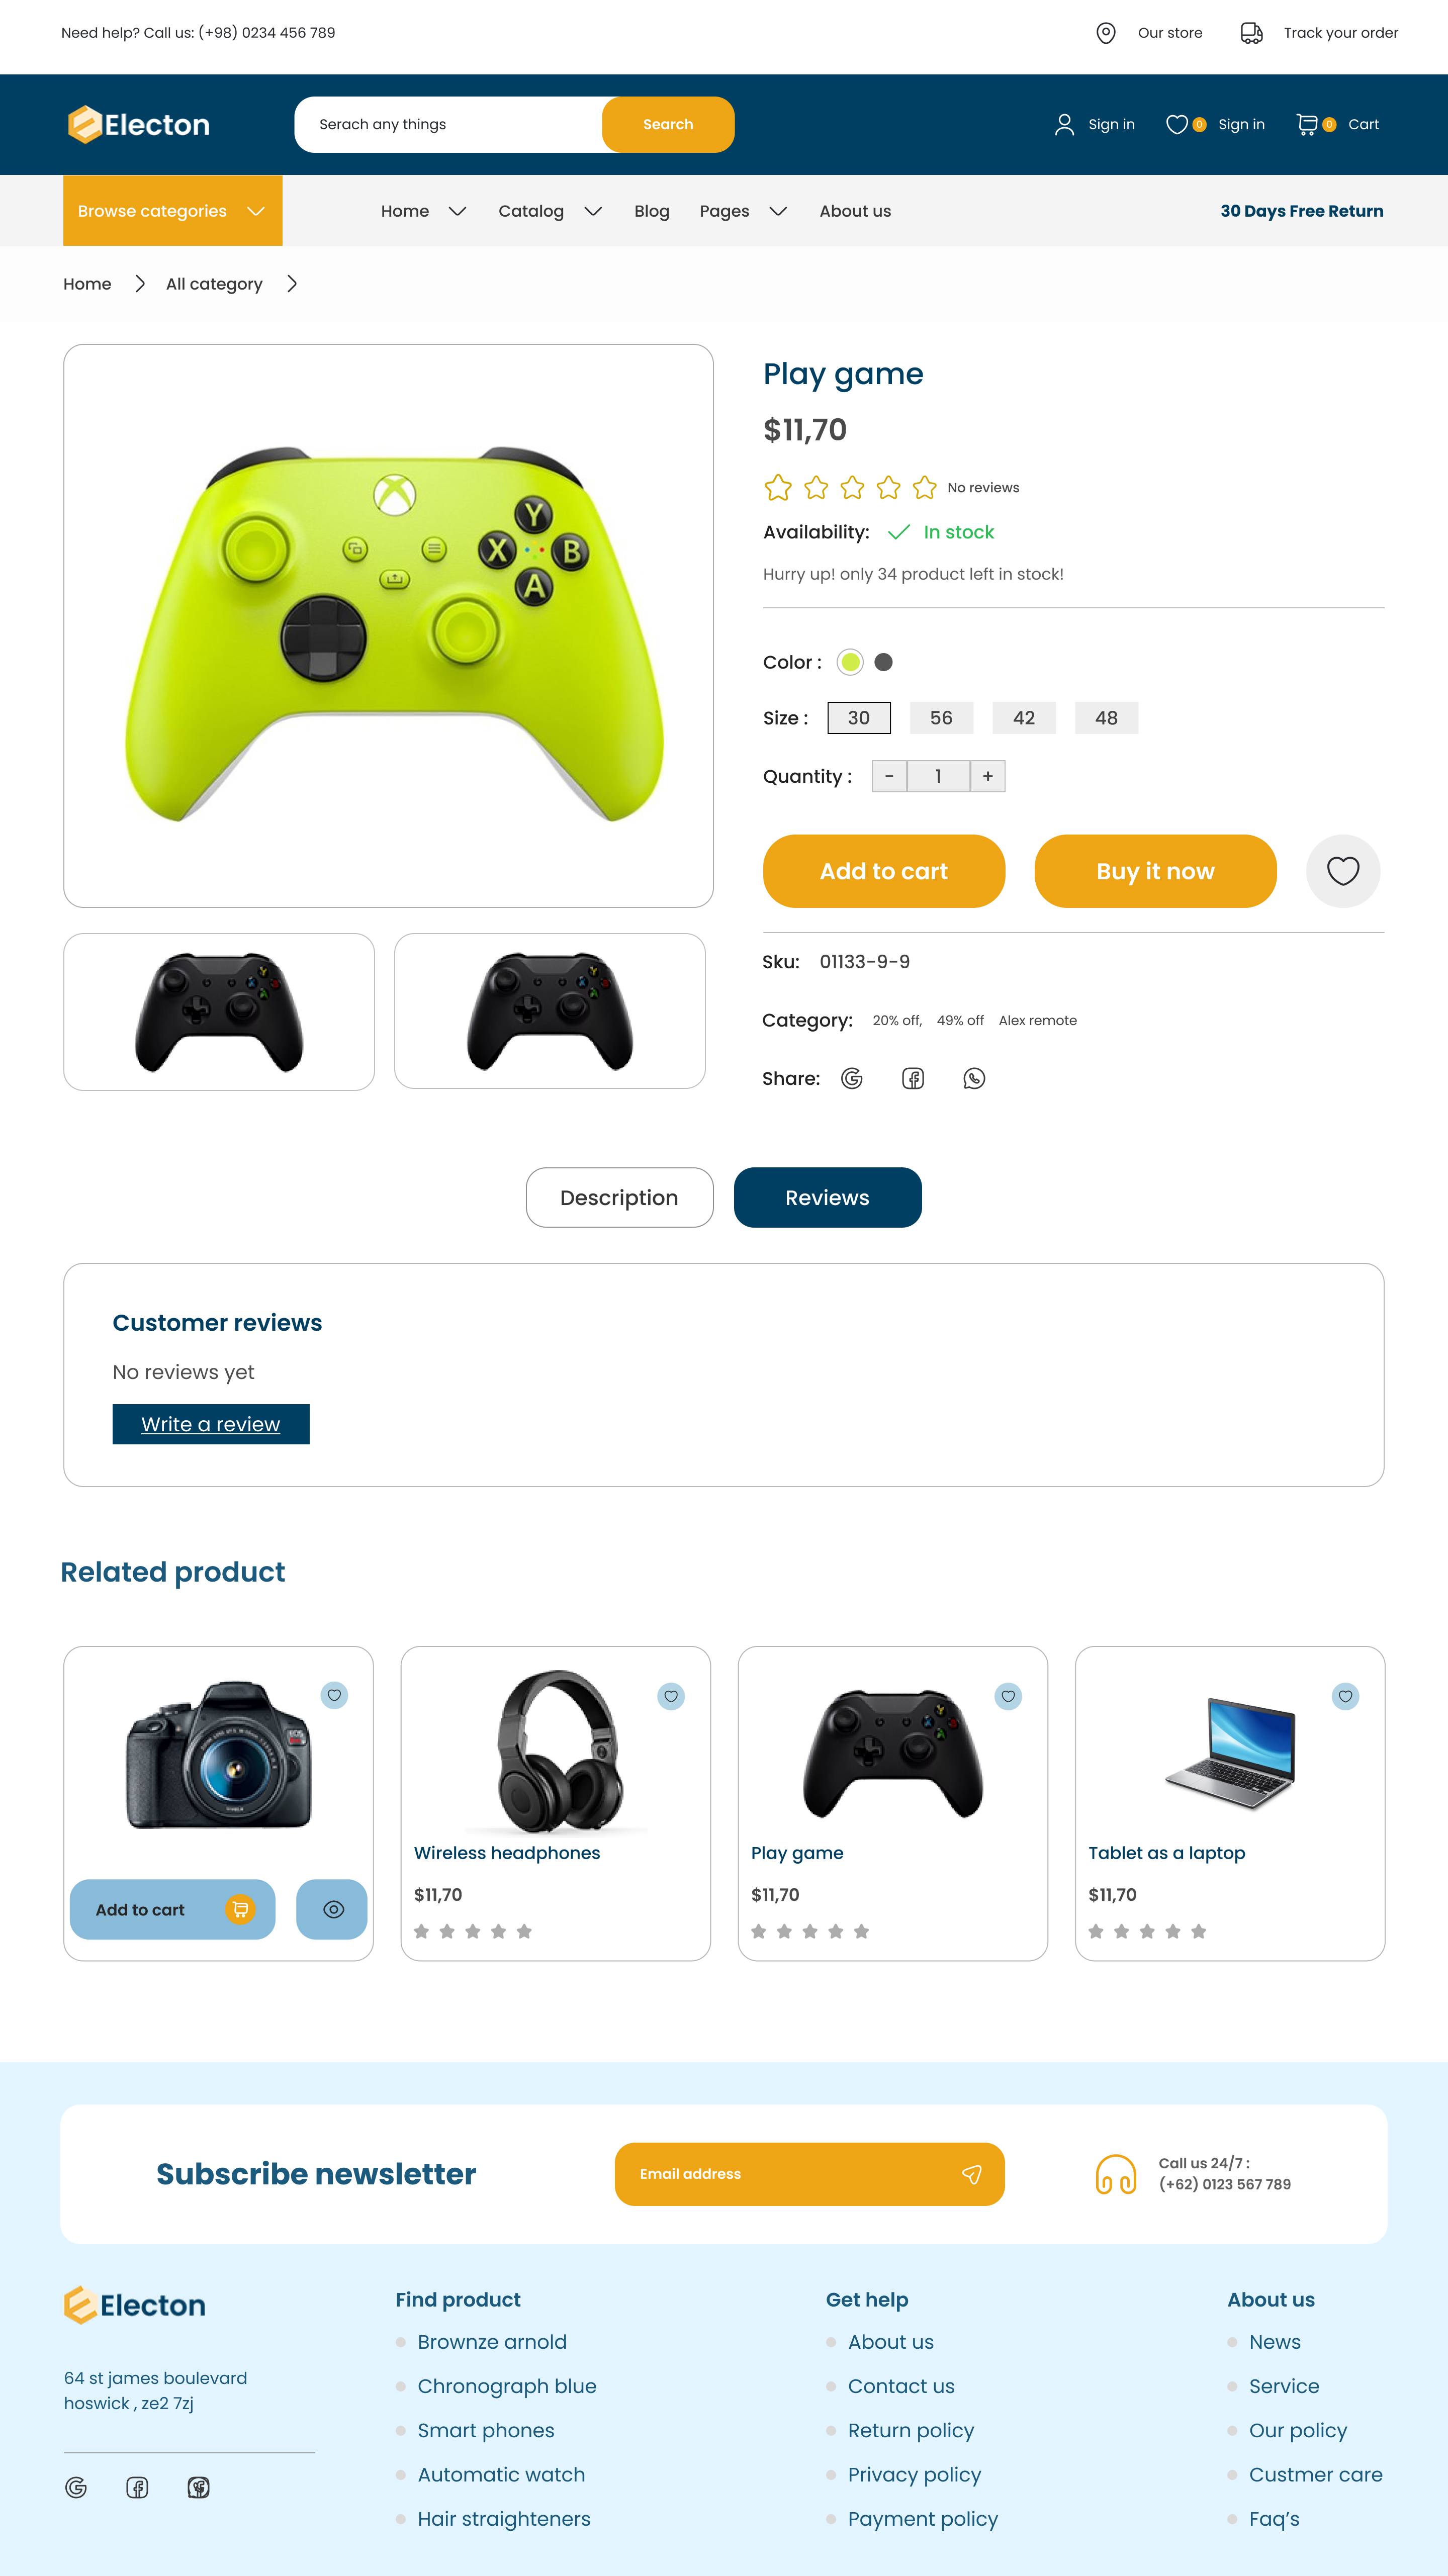 Need help? Call us: (+98) 0234 456 789
Our store
Track your order
Electon
Serach any things
Search
Sign in
0
Sign in
0
Cart
Browse categories
Home
Catalog
Blog
Pages
About us
30 Days Free Return
Home
All category
Play game
$11,70
No reviews
Availability:
In stock
Hurry up! only 34 product left in stock!
Y
X
B
A
Color :
Size :
30
56
42
48
Quantity :
-
1
+
Add to cart
Buy it now
Sku:
01133-9-9
Category:
20% off,
49% off
Alex remote
Share:
Description
Reviews
Customer reviews
No reviews yet
Write a review
Related product
Add to cart
Wireless headphones
$11,70
Play game
$11,70
Tablet as a laptop
$11,70
Subscribe newsletter
Email address
Call us 24/7 :
(+62) 0123 567 789
Electon
64 st james boulevard
hoswick , ze2 7zj
Find product
Brownze arnold
Chronograph blue
Smart phones
Automatic watch
Hair straighteners
Get help
About us
Contact us
Return policy
Privacy policy
Payment policy
About us
News
Service
Our policy
Custmer care
Faq's